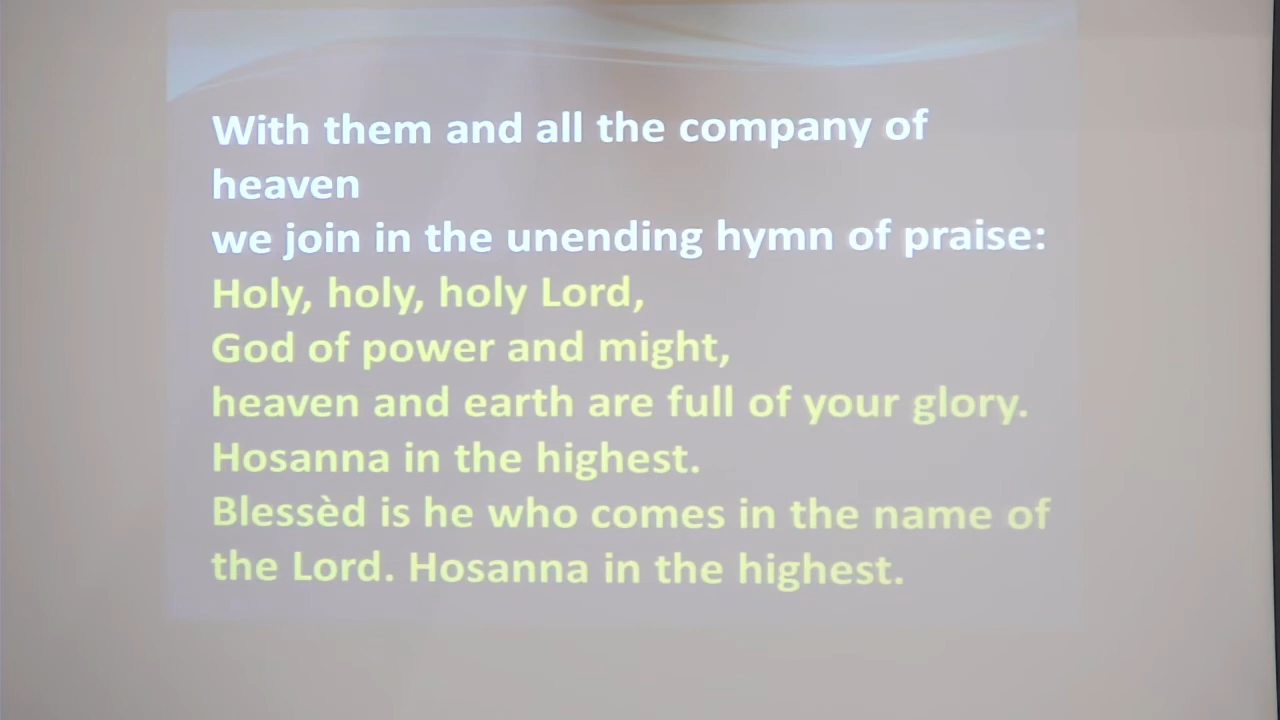 With them and all the company of
heaven
we join in the unending hymn of praise:
Holy, holy, holy Lord,
God of power and might,
heaven and earth are full of your glory.
Hosanna in the highest.
Blessèd is he who comes in the name of
the Lord. Hosanna in the highest.